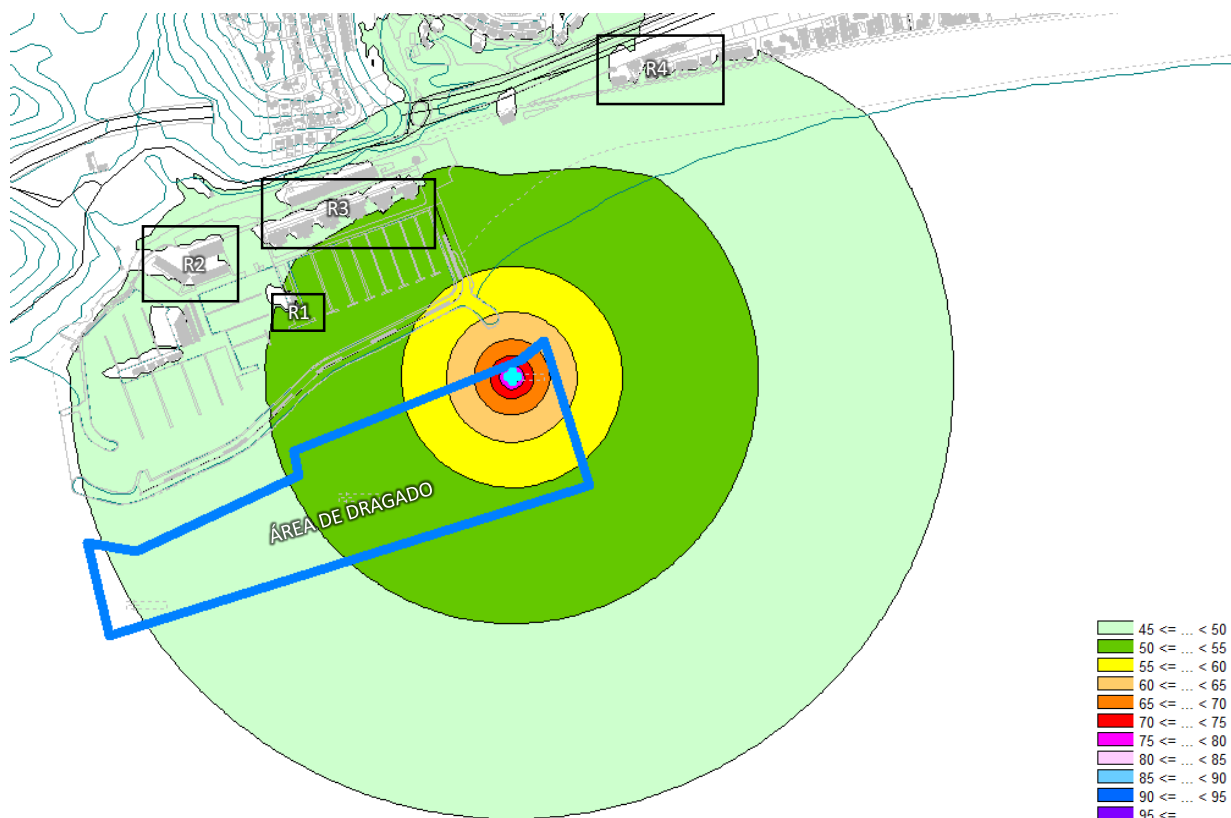 R4
R3
R2
R1
ÁREA DE DRAGADO
45 <= ... < 50
50 <= ... < 55
55 <= ... < 60
60 <= ... < 65
65 <= ... < 70
70 <= ... < 75
75 <= ... < 80
80 <= ... < 85
85 <= ... < 90
90 <= ... < 95
95 <= ...